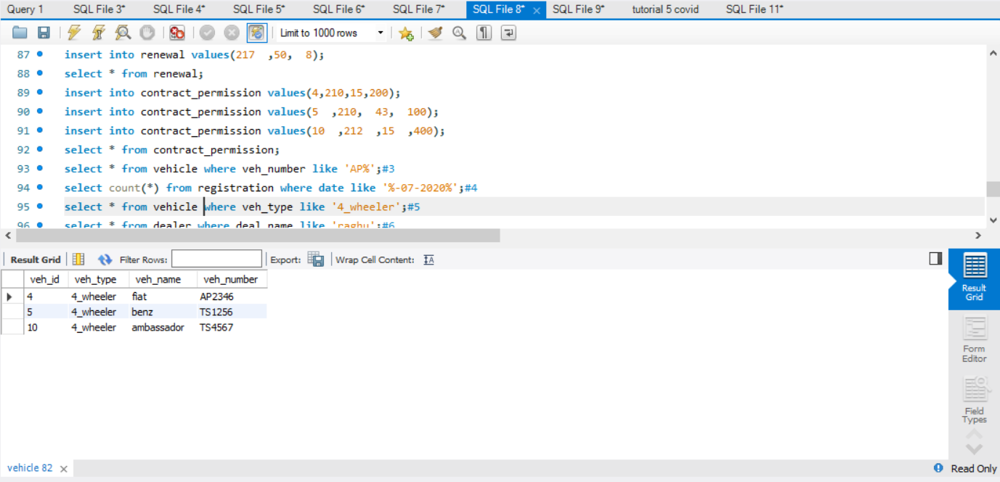 Query 1 SQL File 3* SQL File 4* SQL File 5* SQL File 6* SQL File 7* SQL File 8* SQL File 9* tutorial 5 covid SQL File 11*
Limit to 1000 rows
87 insert into renewal values(217  ,50,  8);
88 select * from renewal;
89 insert into contract_permission values(4,210,15,200);
90 insert into contract_permission values(5  ,210,  43,  100);
91 insert into contract_permission values(10  ,212  ,15  ,400);
92 select * from contract_permission;
93 select * from vehicle where veh_number like 'AP%';#3
94 select count(*) from registration where date like '%-07-2020%';#4
95 select * from vehicle where veh_type like '4_wheeler';#5
96 select * from dealer where deal_name like 'raghu';#6
Result Grid Filter Rows: Export: Wrap Cell Content:
veh_id veh_type veh_name veh_number
4 4_wheeler fiat AP2346
5 4_wheeler benz TS1256
10 4_wheeler ambassador TS4567
Result
Grid
Form
Editor
Field
Types
vehicle 82 Read Only